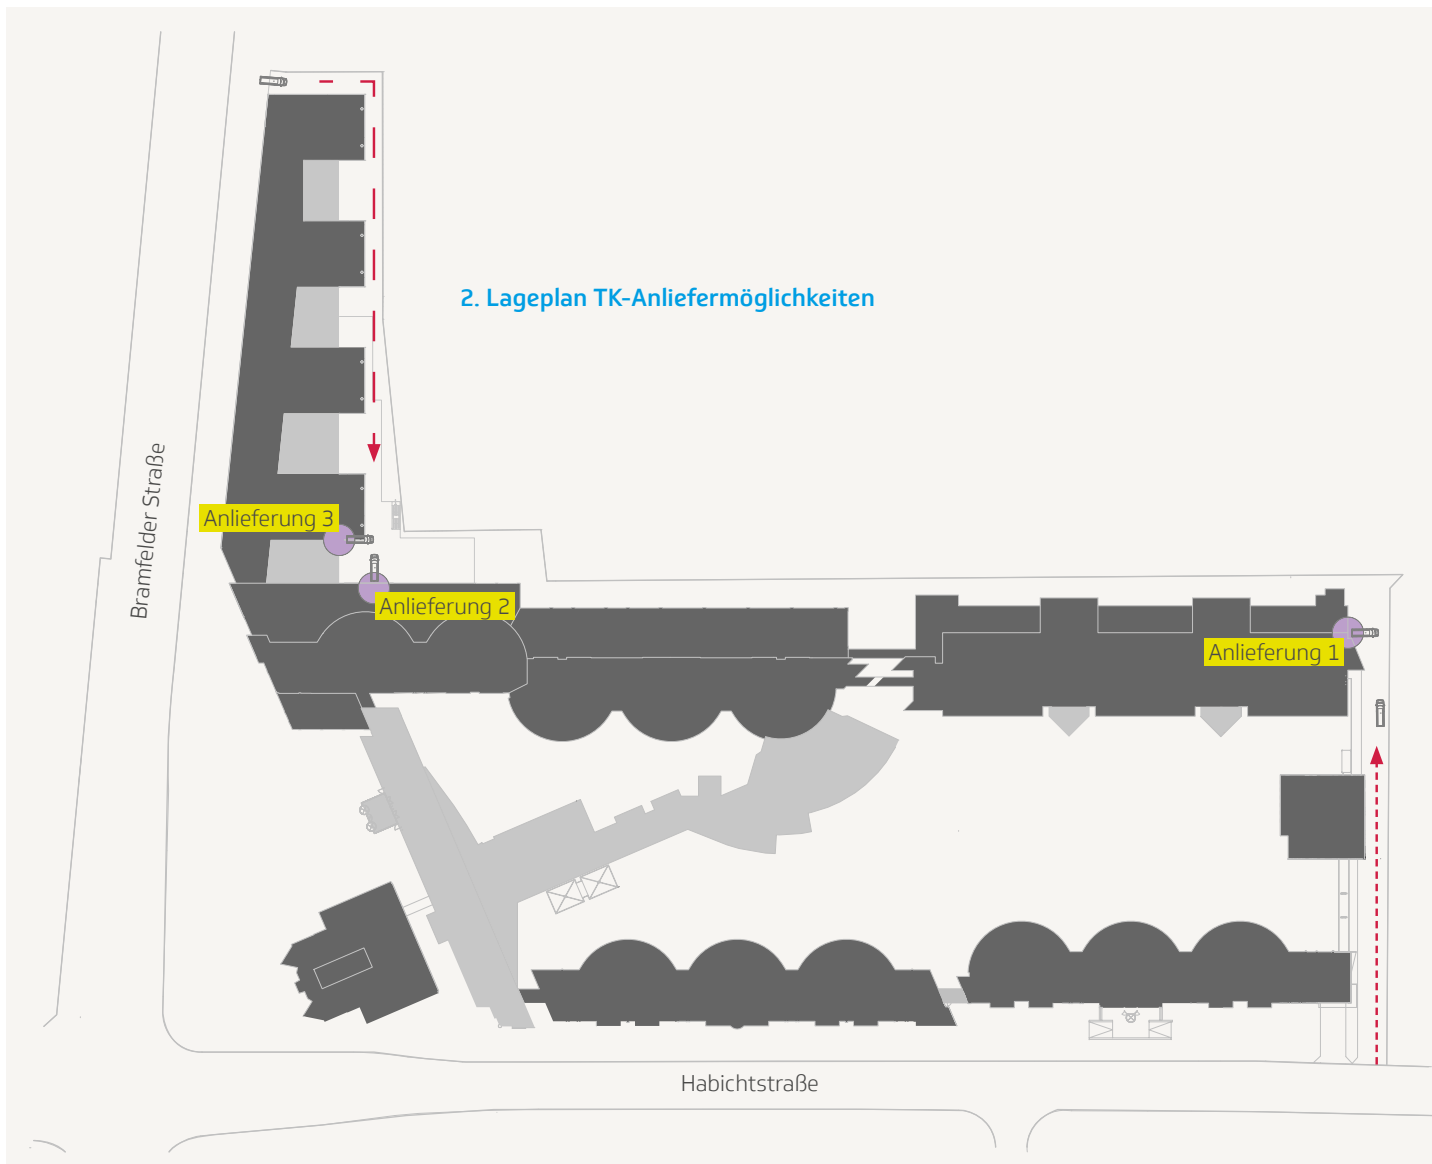 2. Lageplan TK-Anliefermöglichkeiten
Bramfelder Straße
Anlieferung 3
Anlieferung 2
Anlieferung 1
Habichtstraße